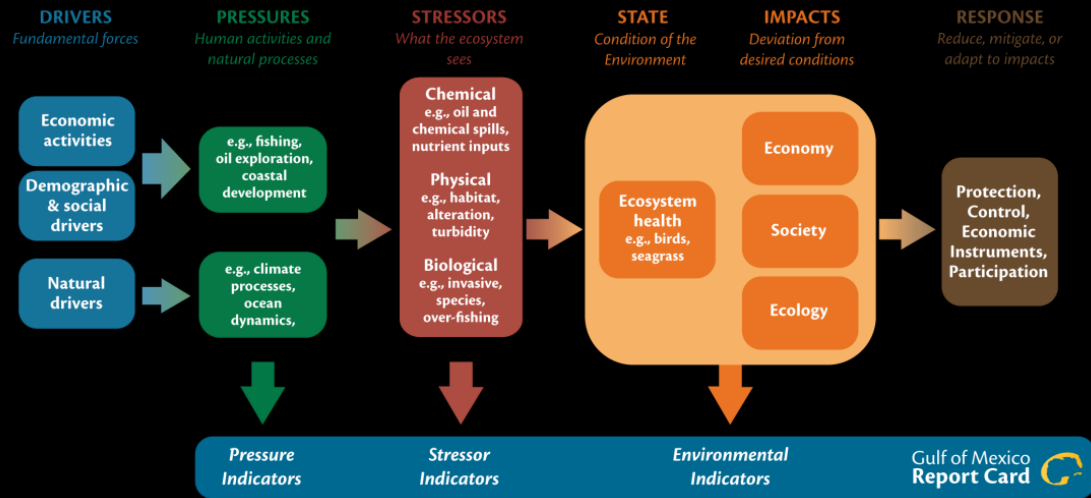 DRIVERS
Fundamental forces
PRESSURES
Human activities and
natural processes
STRESSORS
What the ecosystem
sees
STATE
Condition of the
Environment
IMPACTS
Deviation from
desired conditions
RESPONSE
Reduce, mitigate, or
adapt to impacts
Economic
activities
Demographic
& social
drivers
Natural
drivers
e.g., fishing,
oil exploration,
coastal
development
e.g., climate
processes,
ocean
dynamics,
Chemical
e.g., oil and
chemical spills,
nutrient inputs
Physical
e.g., habitat,
alteration,
turbidity
Biological
e.g., invasive,
species,
over-fishing
Ecosystem
health
e.g., birds,
seagrass
Economy
Society
Ecology
Protection,
Control,
Economic
Instruments,
Participation
Pressure
Indicators
Stressor
Indicators
Environmental
Indicators
Gulf of Mexico
Report Card